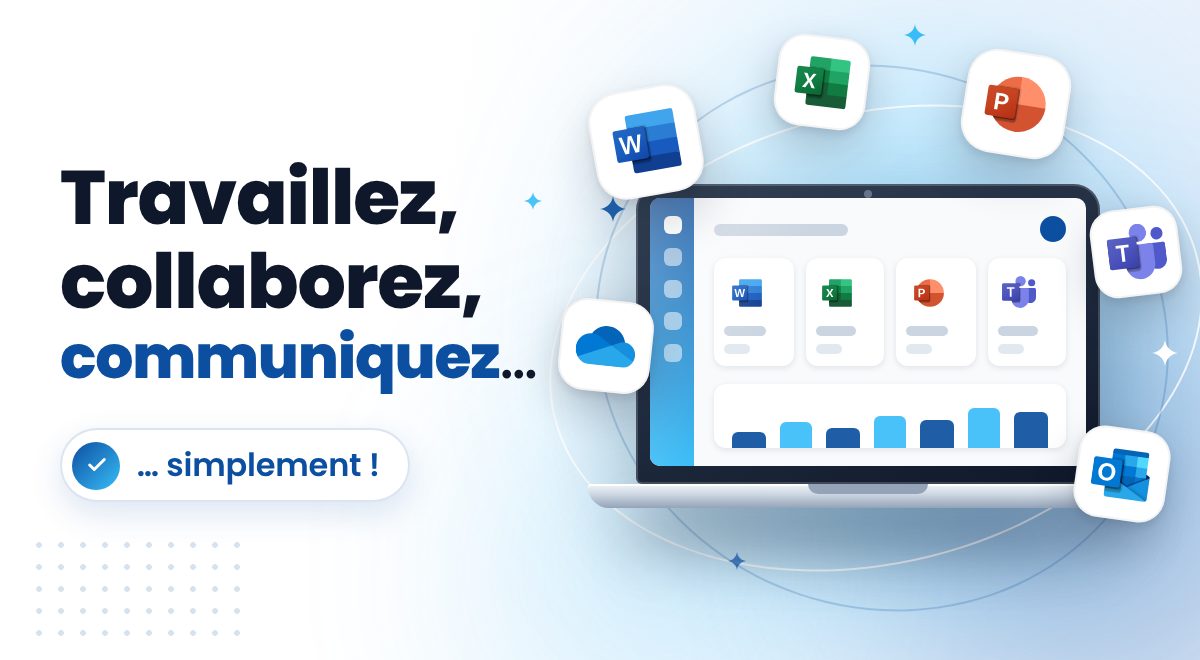 Travaillez,
collaborez,
communiquez...
... simplement !
W
X
P
T
O
W
X
P
T